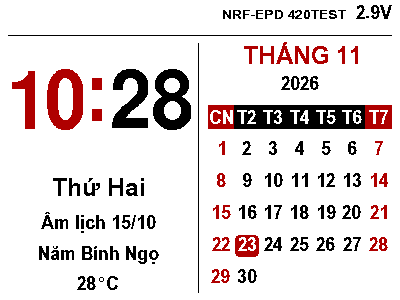 NRF-EPD 420TEST 2.9V
10:28
Thứ Hai
Âm lịch 15/10
Năm Bính Ngọ
28°C
THÁNG 11
2026
CN T2 T3 T4 T5 T6 T7
1 2 3 4 5 6 7
8 9 10 11 12 13 14
15 16 17 18 19 20 21
22 23 24 25 26 27 28
29 30